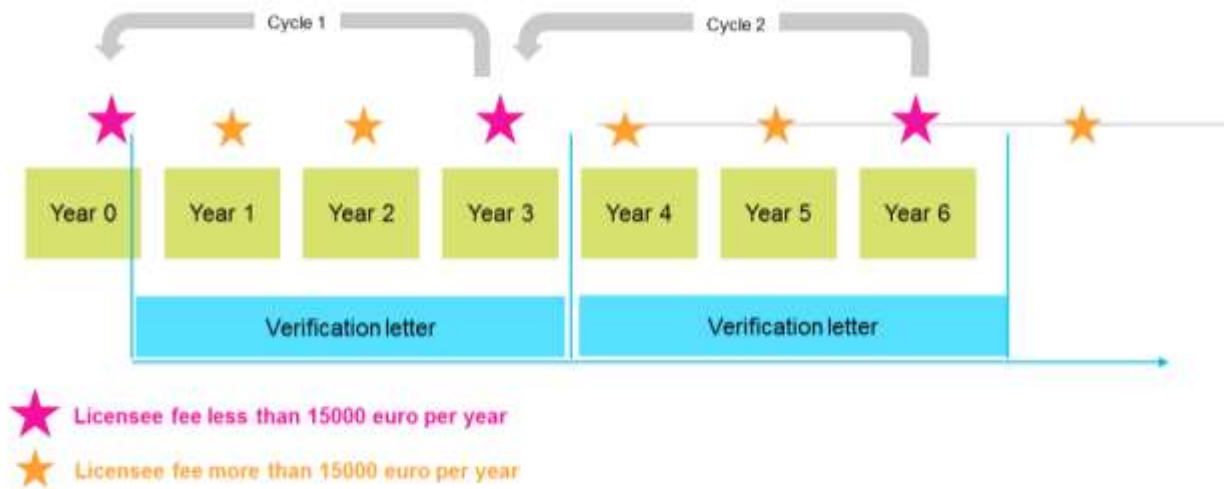 Cycle 1
Cycle 2
Year 0
Year 1
Year 2
Year 3
Year 4
Year 5
Year 6
Verification letter
Verification letter
Licensee fee less than 15000 euro per year
Licensee fee more than 15000 euro per year